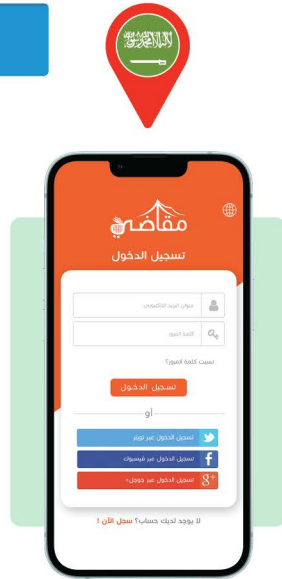 مقاضي
تسجيل الدخول
عنوان البريد الالكتروني
كلمة المرور
نسيت كلمة المرور؟
تسجيل الدخول
أو
تسجيل الدخول عبر تويتر
تسجيل الدخول عبر فيسبوك
تسجيل الدخول عبر جوجل+
لا يوجد لديك حساب؟ سجل الآن !